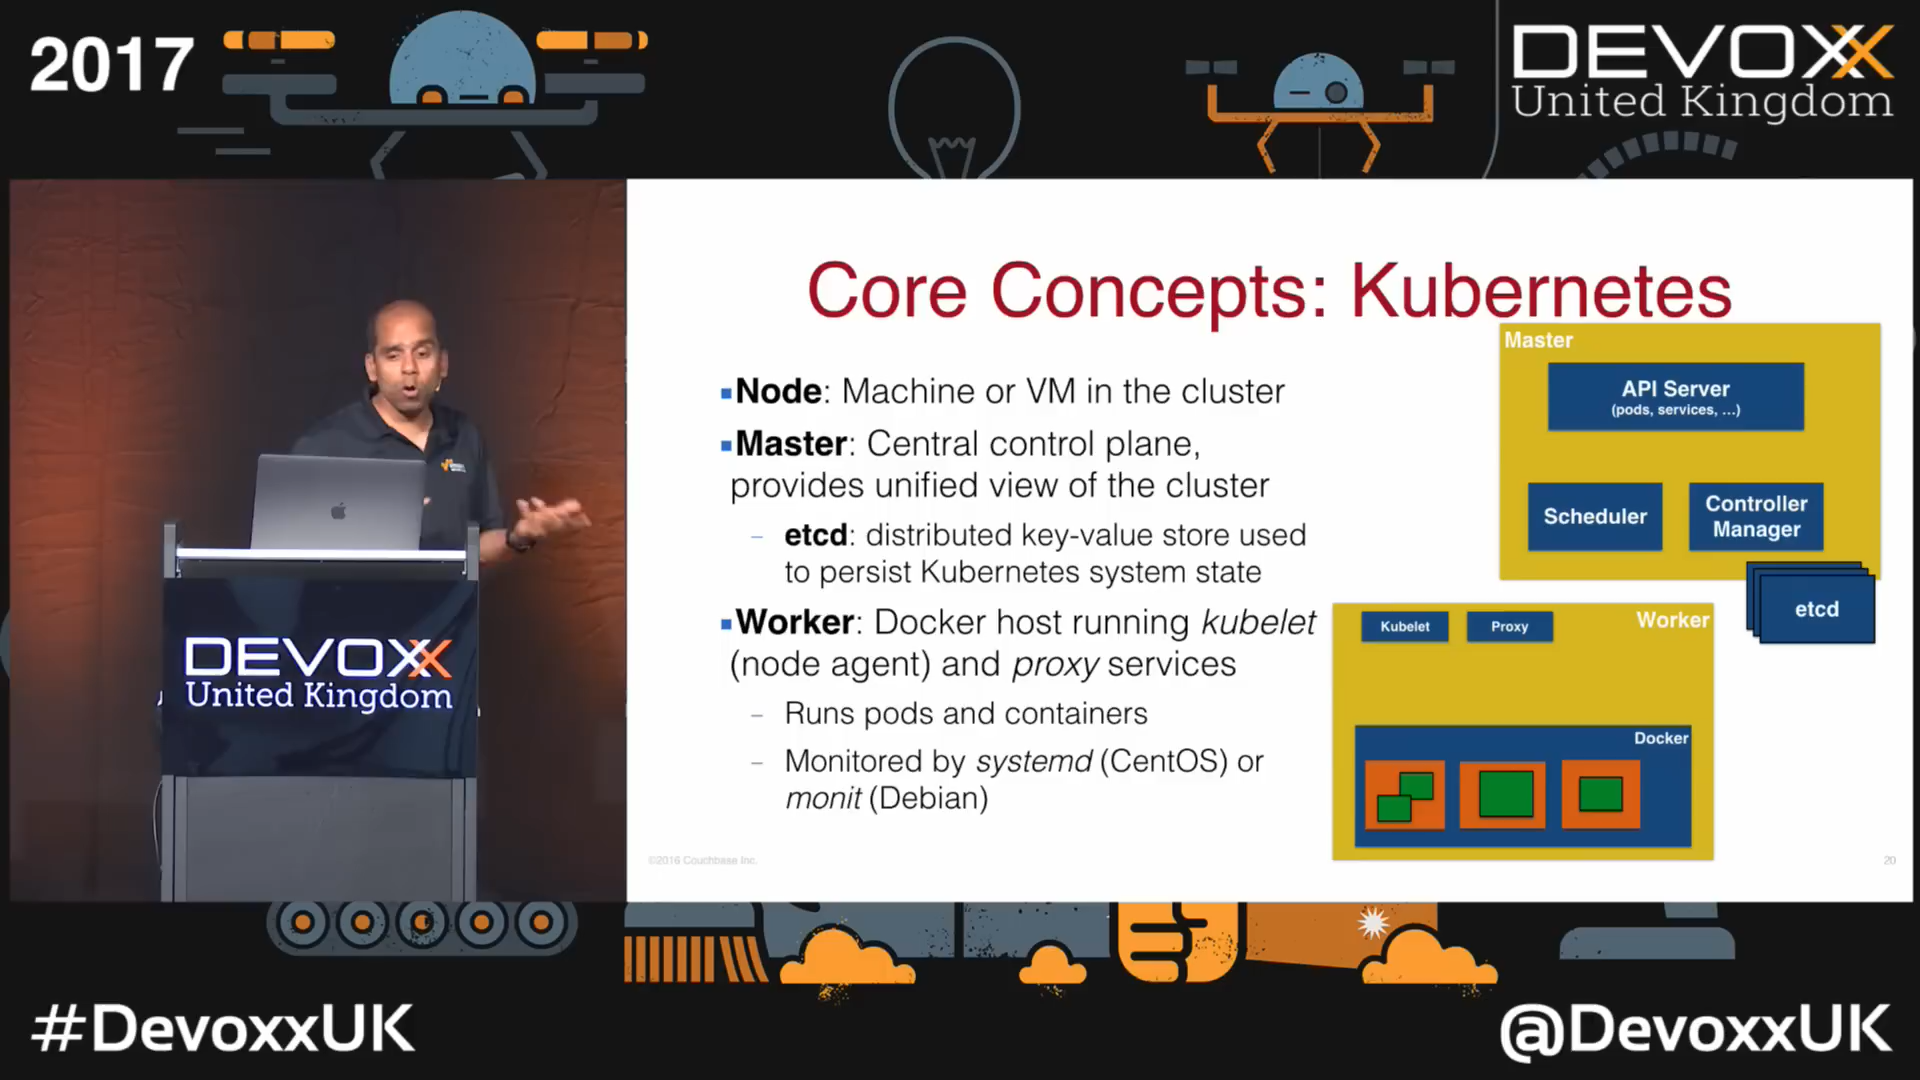 2017
DEVOXX
United Kingdom
DEVOXX
United Kingdom
Core Concepts: Kubernetes
▪Node: Machine or VM in the cluster
▪Master: Central control plane,
provides unified view of the cluster
– etcd: distributed key-value store used
to persist Kubernetes system state
▪Worker: Docker host running kubelet
(node agent) and proxy services
– Runs pods and containers
– Monitored by systemd (CentOS) or
monit (Debian)
Master
API Server
(pods, services, ...)
Scheduler
Controller
Manager
etcd
Kubelet
Proxy
Worker
Docker
©2016 Couchbase Inc.
20
#DevoxxUK
@DevoxxUK